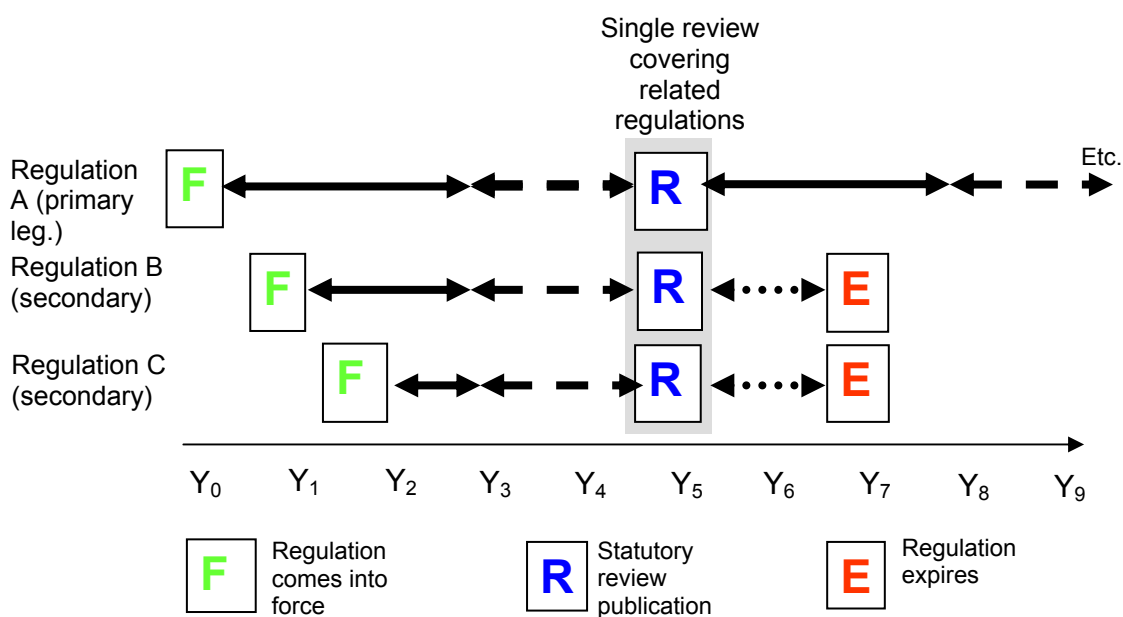 Single review
covering
related
regulations
Regulation
A (primary
leg.)
F
R
Etc.
Regulation B
(secondary)
F
R
E
Regulation C
(secondary)
F
R
E
Y0 Y1 Y2 Y3 Y4 Y5 Y6 Y7 Y8 Y9
F
Regulation
comes into
force
R
Statutory
review
publication
E
Regulation
expires